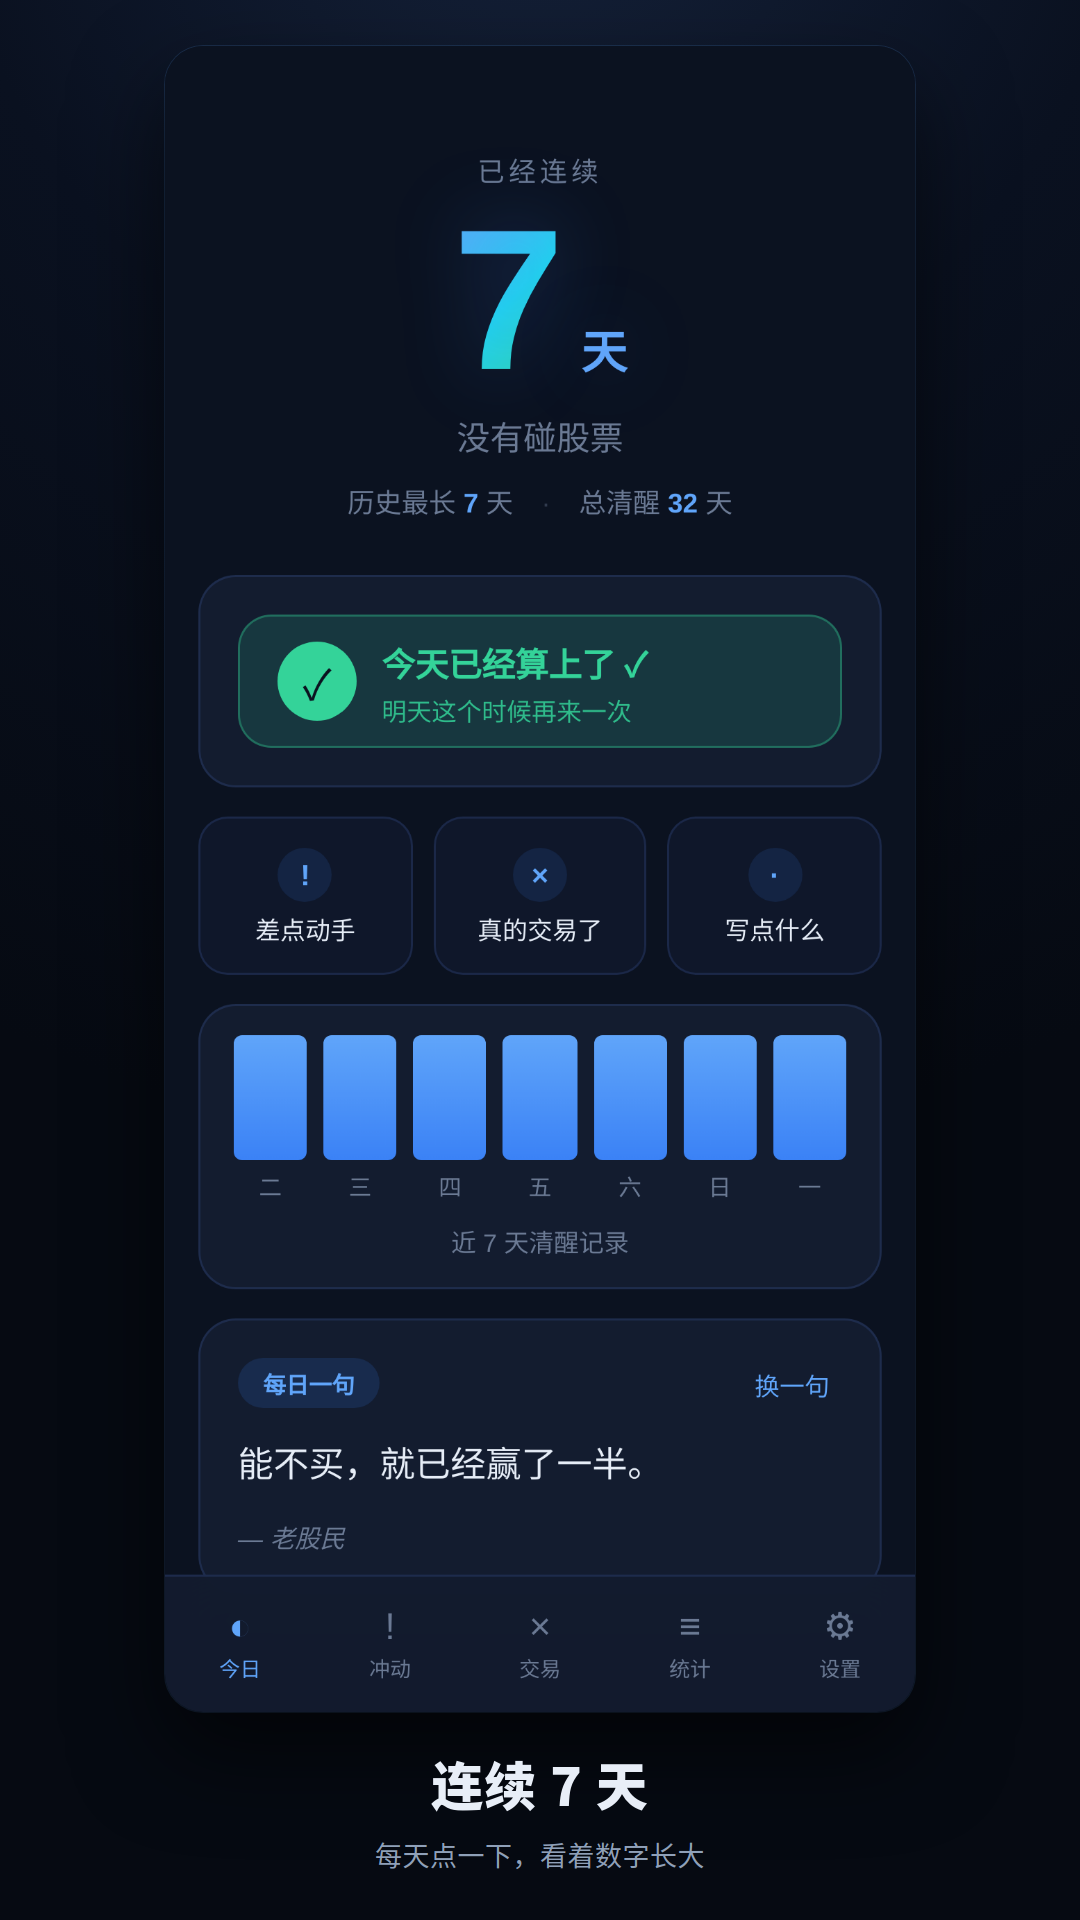 已经连续
7 天
没有碰股票
历史最长 7 天 · 总清醒 32 天
✓ 今天已经算上了 ✓
明天这个时候再来一次
! × ·
差点动手 真的交易了 写点什么
二 三 四 五 六 日 一
近 7 天清醒记录
每日一句 换一句
能不买，就已经赢了一半。
— 老股民
! × ≡ ⚙
今日 冲动 交易 统计 设置
连续 7 天
每天点一下，看着数字长大